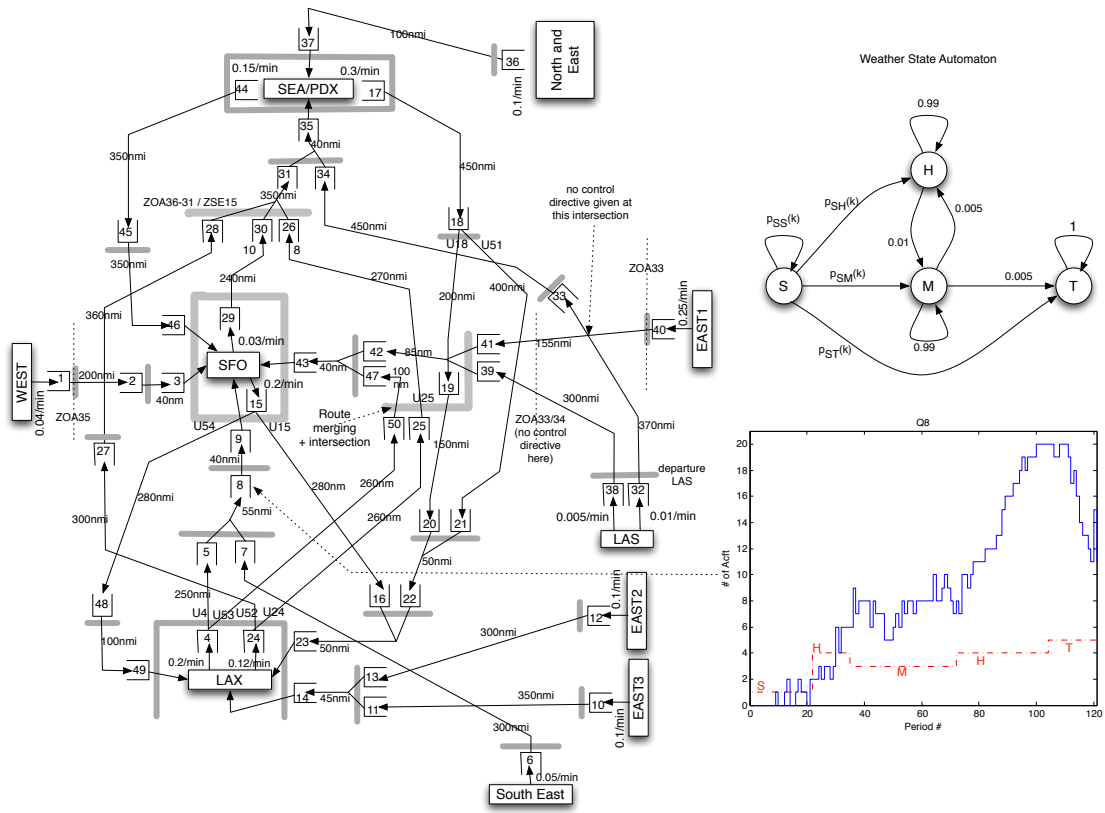 37
100nmi
36
0.1/min
North and
East
0.15/min
0.3/min
44
SEA/PDX
17
35
40nmi
31
34
350nmi
350nmi
450nmi
ZOA36-31 / ZSE15
28
30
26
10
8
45
350nmi
18
U18
U51
450nmi
no control
directive given at
this intersection
33
ZOA33
240nmi
270nmi
200nmi
400nmi
360nmi
46
29
0.03/min
SFO
0.2/min
15
43
40nm
42
85nm
47
100
nm
41
39
155nmi
40
0.25/min
EAST1
WEST
1
0.04/min
200nmi
2
3
40nm
ZOA35
19
U25
Route
merging
+ intersection
300nmi
ZOA33/34
(no control
directive
here)
370nmi
27
U54
U15
9
40nmi
8
50
25
150nmi
280nmi
280nmi
260nm
260nmi
300nmi
55nmi
5
7
20
21
50nmi
38
32
departure
LAS
0.005/min
0.01/min
LAS
48
250nmi
U4
U53
U52
U24
16
22
100nmi
4
24
23
50nmi
300nmi
12
0.1/min
EAST2
49
0.2/min
0.12/min
LAX
14
45nmi
13
11
350nmi
10
0.1/min
EAST3
300nmi
6
0.05/min
South East
Weather State Automaton
0.99
H
pSH(k)
pSS(k)
0.005
0.01
1
S
pSM(k)
M
0.005
T
pST(k)
0.99
Q8
# of Acft
20
18
16
14
12
10
8
6
4
2
0
S
H
M
H
T
0
20
40
60
80
100
120
Period #